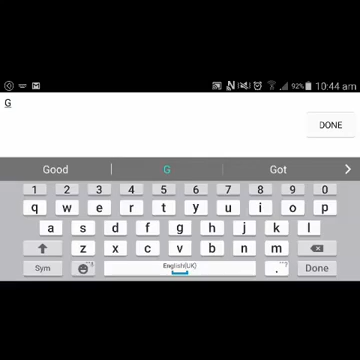 92% 10:44 am
G
DONE
Good G Got
1 2 3 4 5 6 7 8 9 0
q w e r t y u i o p
a s d f g h j k l
z x c v b n m
Sym English(UK) . Done